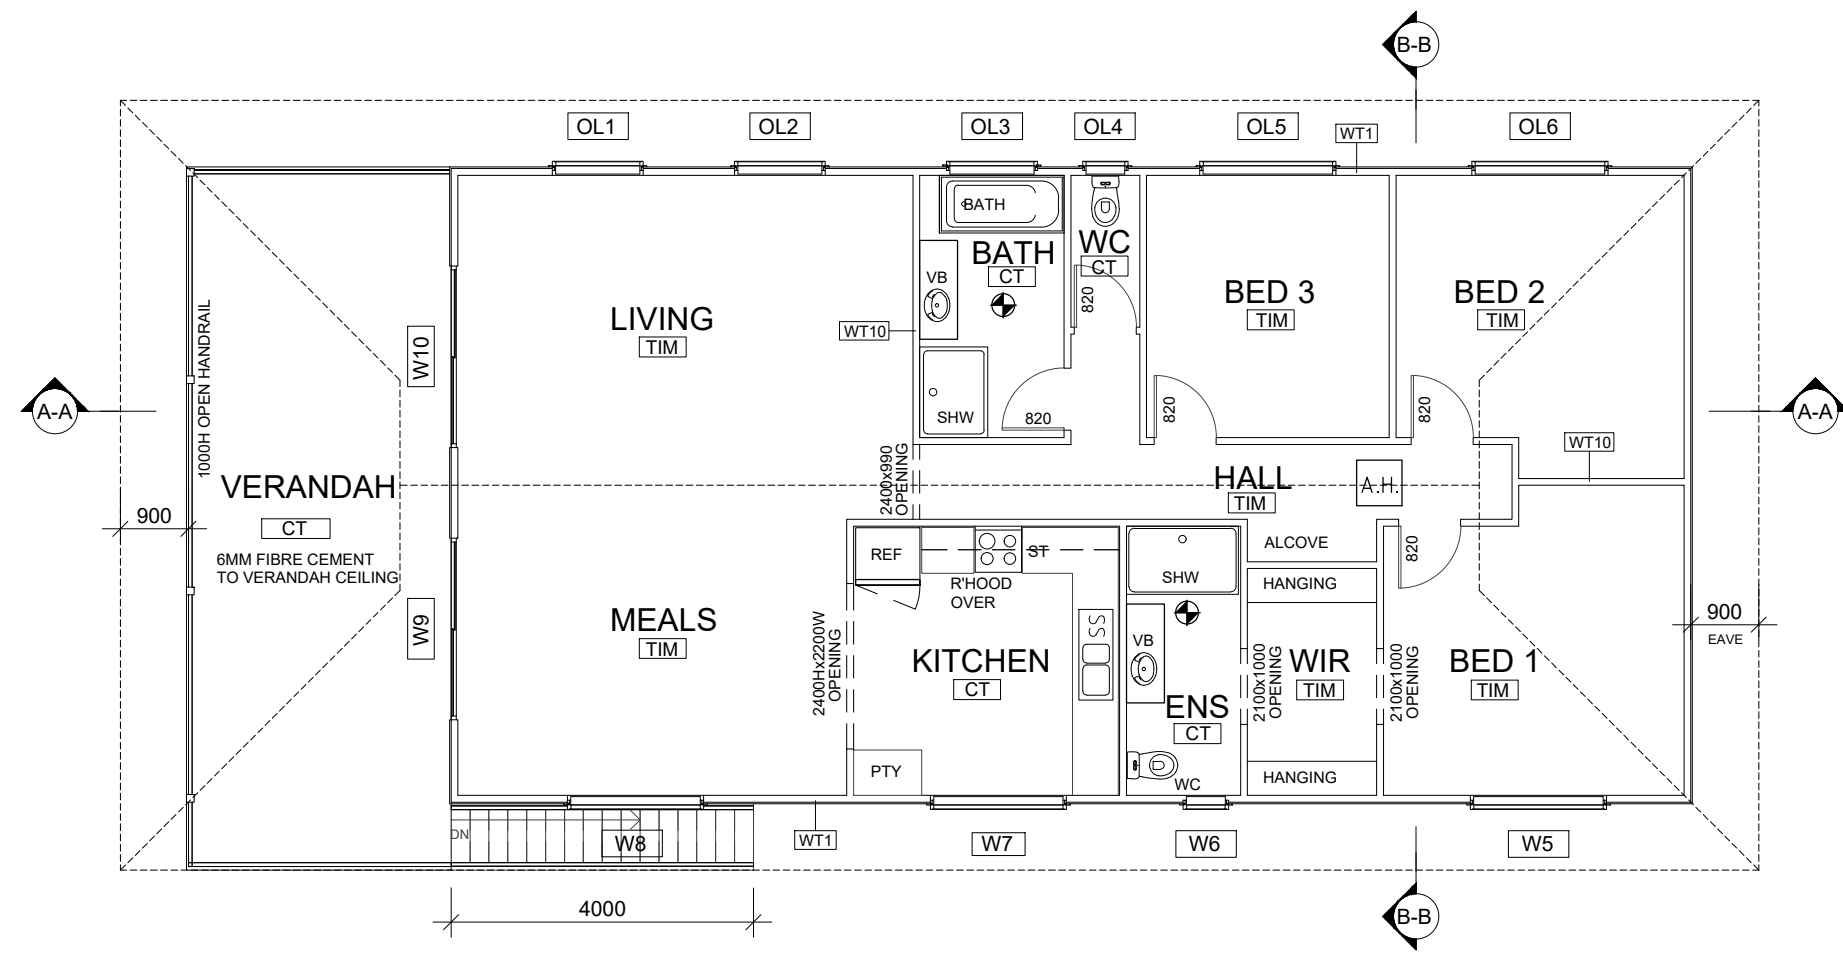 B-B
OL1
OL2
OL3
OL4
OL5
WT1
OL6
BATH
BATH
CT
WC
CT
VB
820
BED 3
TIM
BED 2
TIM
LIVING
TIM
WT10
W10
1000H OPEN HANDRAIL
A-A
A-A
SHW
820
820
820
WT10
2400x990
OPENING
HALL
TIM
A.H.
VERANDAH
CT
900
6MM FIBRE CEMENT
TO VERANDAH CEILING
REF
ST
R'HOOD
OVER
SHW
ALCOVE
HANGING
820
W9
MEALS
TIM
2400Hx2200W
OPENING
KITCHEN
CT
SS
VB
ENS
CT
2100x1000
OPENING
WIR
TIM
2100x1000
OPENING
BED 1
TIM
900
EAVE
PTY
WC
HANGING
DN
W8
WT1
W7
W6
W5
4000
B-B